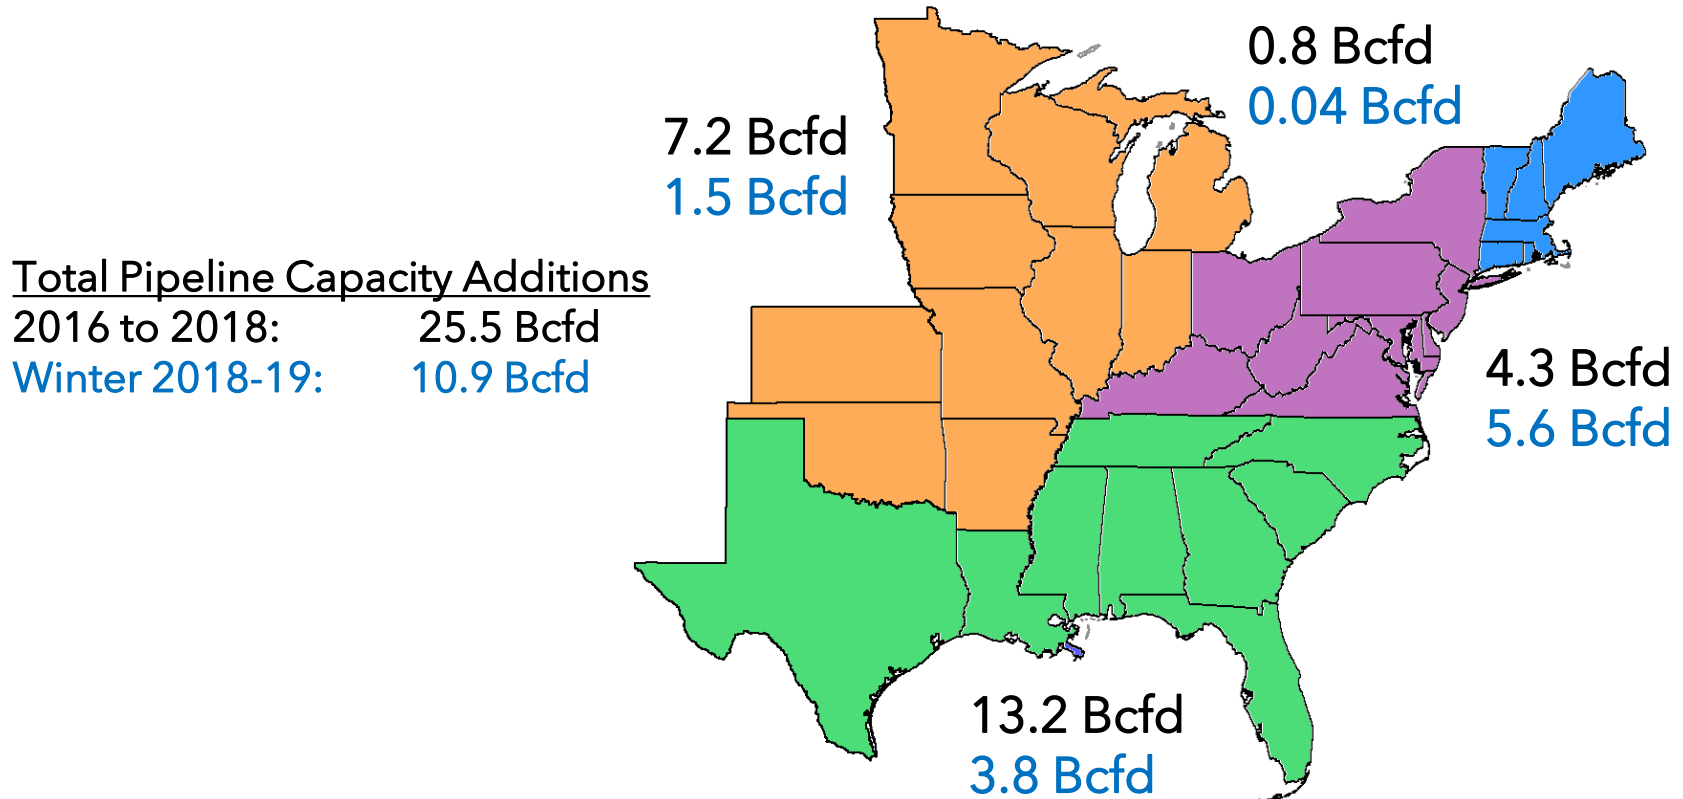 0.8 Bcfd
0.04 Bcfd
7.2 Bcfd
1.5 Bcfd
Total Pipeline Capacity Additions
2016 to 2018: 25.5 Bcfd
Winter 2018-19: 10.9 Bcfd
4.3 Bcfd
5.6 Bcfd
13.2 Bcfd
3.8 Bcfd